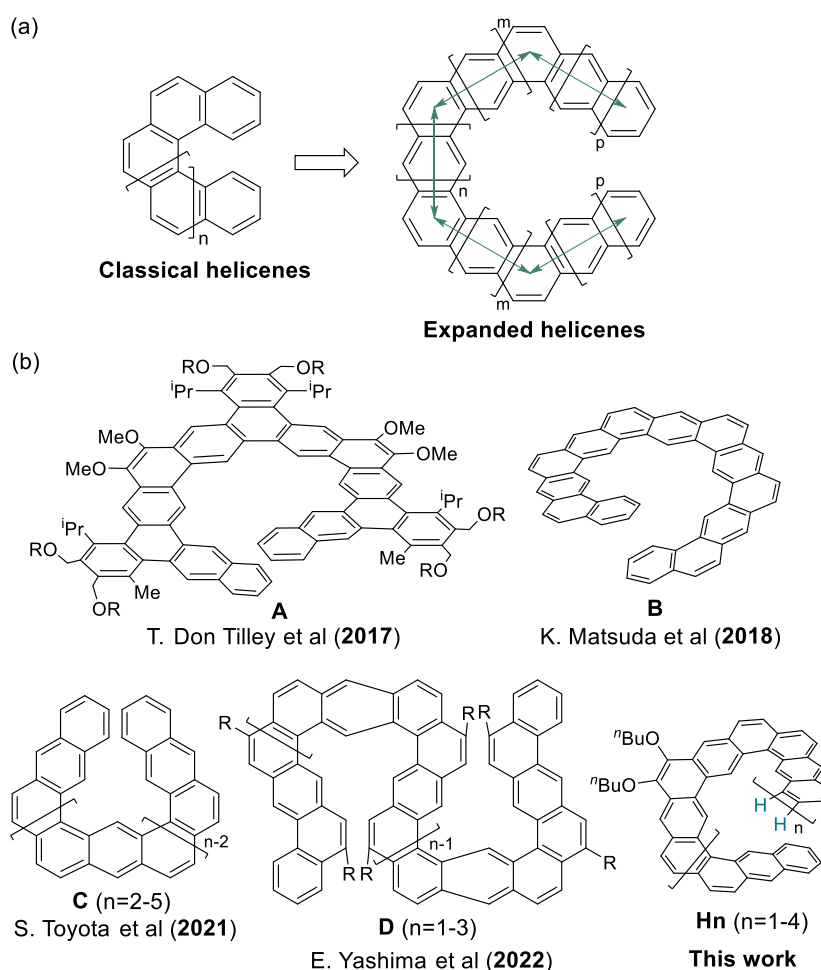 (a)
m
p
n
n
p
m
Classical helicenes
Expanded helicenes
(b)
RO
OR
iPr
iPr
MeO
OMe
MeO
OMe
iPr
iPr
RO
OR
Me
RO
OR
Me
A
B
T. Don Tilley et al (2017)
K. Matsuda et al (2018)
R
R
R
nBuO
nBuO
H
H
n
n-2
n-1
R
R
R
C (n=2-5)
D (n=1-3)
Hn (n=1-4)
S. Toyota et al (2021)
E. Yashima et al (2022)
This work